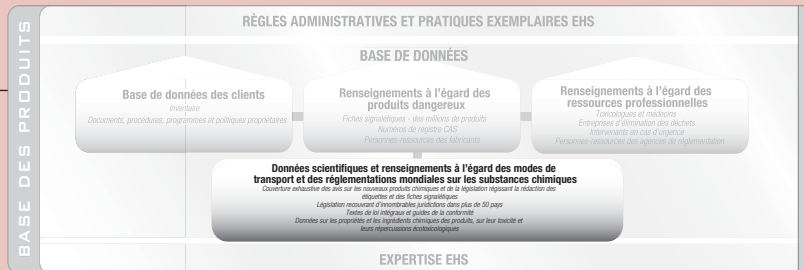 BASE DES PRODUITS
RÈGLES ADMINISTRATIVES ET PRATIQUES EXEMPLAIRES EHS
BASE DE DONNÉES
Base de données des clients
Inventaire
Documents, procédures, programmes et politiques propriétaires
Renseignements à l'égard des
produits dangereux
Fiches signalétiques - des millions de produits
Numéros de registre CAS
Personnes-ressources des fabricants
Renseignements à l'égard des
ressources professionnelles
Toxicologues et médecins
Entreprises d'élimination des déchets
Intervenants en cas d'urgence
Personnes-ressources des agences de réglementation
Données scientifiques et renseignements à l'égard des modes de
transport et des réglementations mondiales sur les substances chimiques
Couverture exhaustive des avis sur les nouveaux produits chimiques et de la législation régissant la rédaction des
étiquettes et des fiches signalétiques
Législation recouvrant d'innombrables juridictions dans plus de 50 pays
Textes de loi intégraux et guides de la conformité
Données sur les propriétés et les ingrédients chimiques des produits, sur leur toxicité et
leurs répercussions écotoxicologiques
EXPERTISE EHS